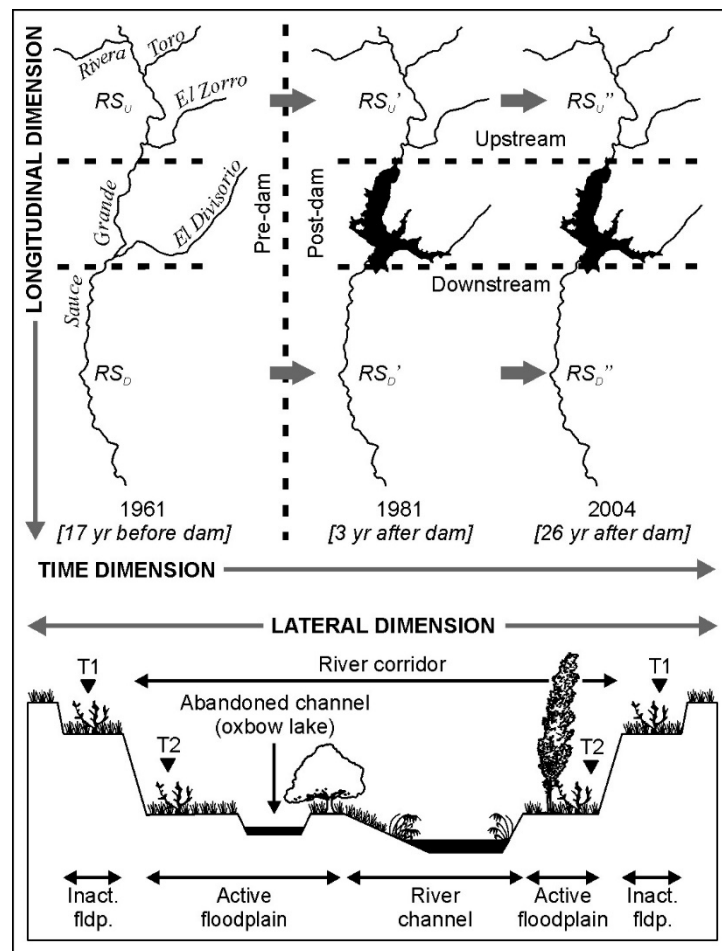 LONGITUDINAL DIMENSION
Rivera
Toro
El Zorro
RSU
RSU'
RSU''
Upstream
Grande
El Divisorio
Pre-dam
Post-dam
Sauce
Downstream
RSD
RSD'
RSD''
1961
[17 yr before dam]
1981
[3 yr after dam]
2004
[26 yr after dam]
TIME DIMENSION
LATERAL DIMENSION
T1
River corridor
T1
Abandoned channel
(oxbow lake)
T2
T2
Inact.
fldp.
Active
floodplain
River
channel
Active
floodplain
Inact.
fldp.